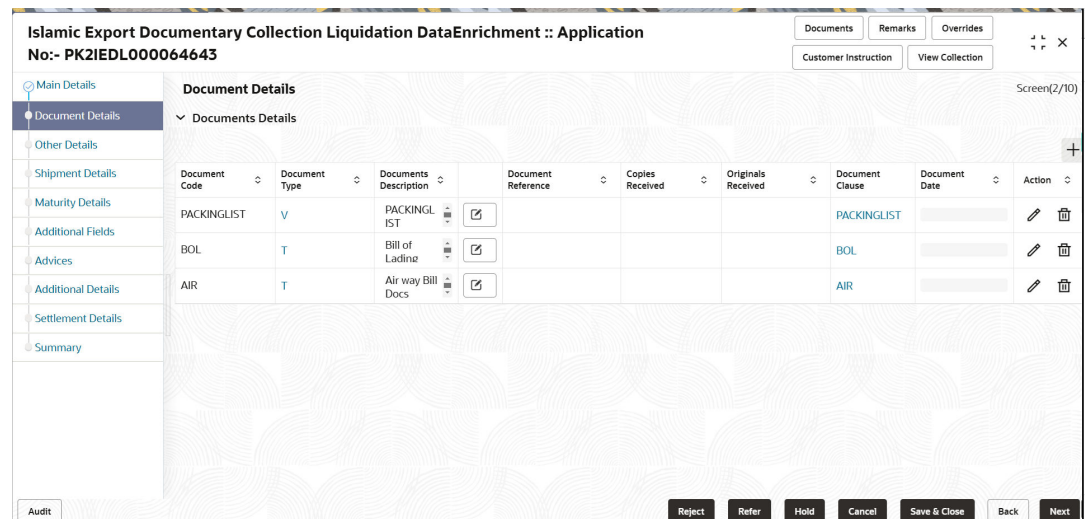 Islamic Export Documentary Collection Liquidation DataEnrichment :: Application
No:- PK2IEDL000064643
Documents Remarks Overrides
Customer Instruction View Collection
Main Details
Document Details
Other Details
Shipment Details
Maturity Details
Additional Fields
Advices
Additional Details
Settlement Details
Summary
Document Details Screen(2/10)
Documents Details
Document Code Document Type Documents Description Document Reference Copies Received Originals Received Document Clause Document Date Action
PACKINGLIST V PACKINGL
IST PACKINGLIST
BOL T Bill of
Lading BOL
AIR T Air way Bill
Docs AIR
Audit Reject Refer Hold Cancel Save & Close Back Next